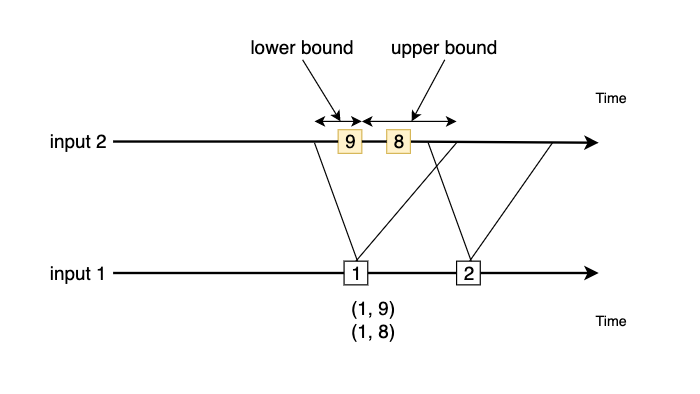 lower bound
upper bound
Time
input 2
9
8
input 1
1
2
(1, 9)
(1, 8)
Time